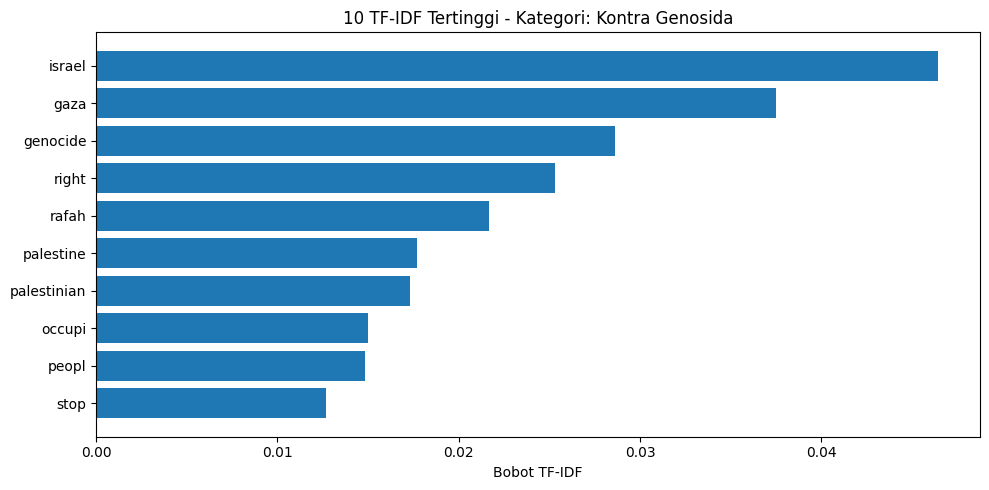 10 TF-IDF Tertinggi - Kategori: Kontra Genosida
israel
gaza
genocide
right
rafah
palestine
palestinian
occupi
peopl
stop
0.00 0.01 0.02 0.03 0.04
Bobot TF-IDF